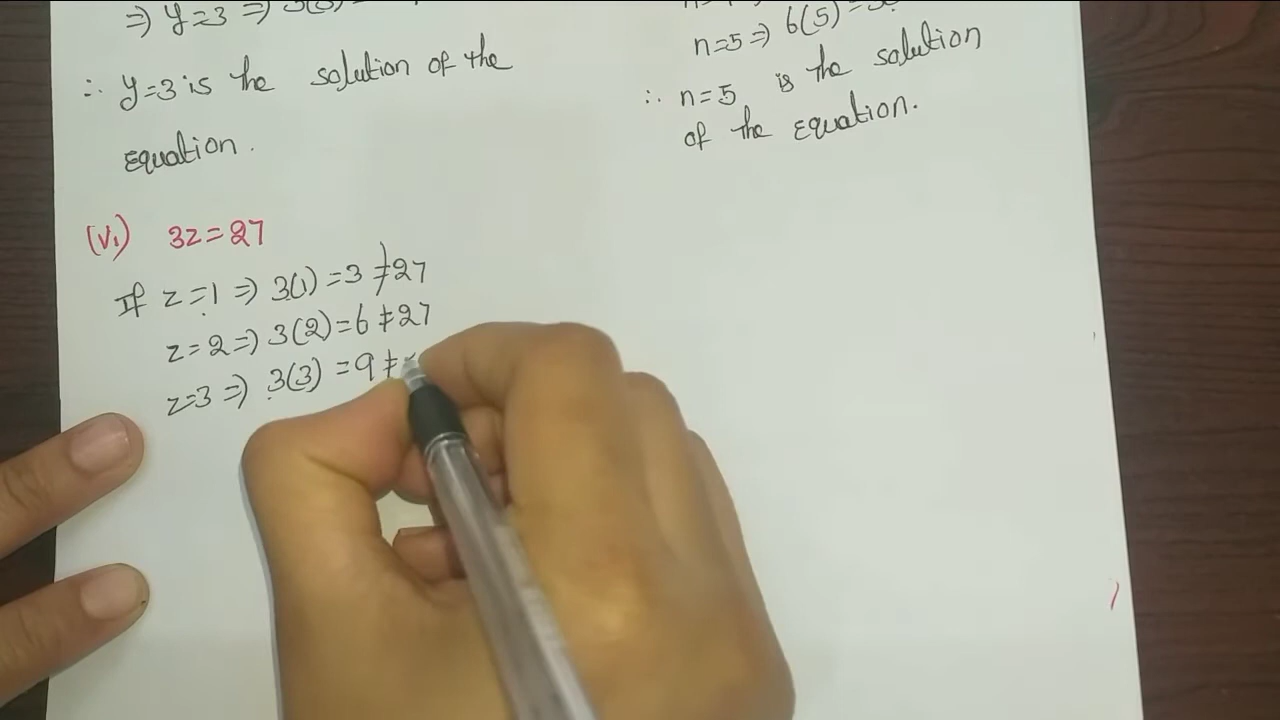 ⇒ y=3 ⇒ 3(3)
∴ y=3 is the solution of the
Equation.
n=5 ⇒ 6(5)=30
∴ n=5 is the solution
of the Equation.
(vi) 3z=27
If z=1 ⇒ 3(1)=3≠27
z=2 ⇒ 3(2)=6≠27
z=3 ⇒ 3(3)=9≠